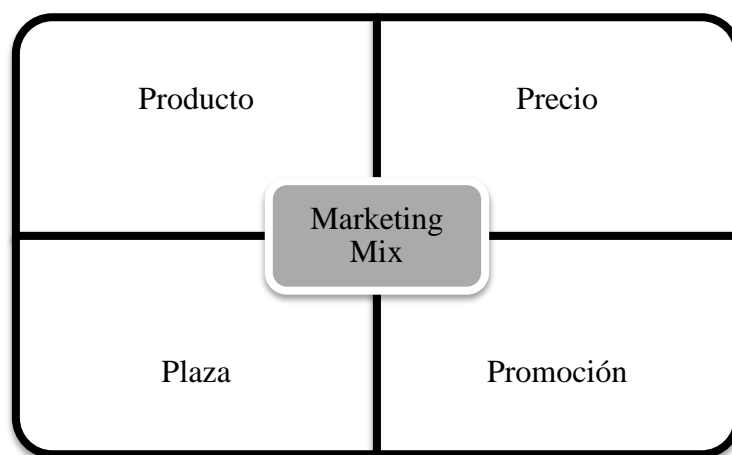 Producto
Precio
Marketing
Mix
Plaza
Promoción